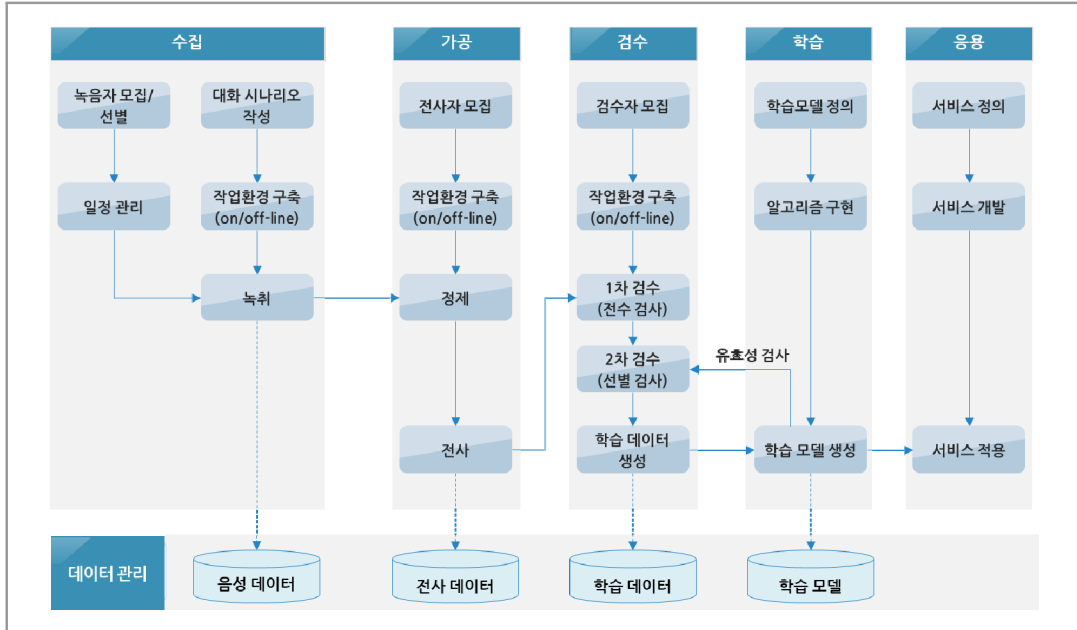 수집
가공
검수
학습
응용
녹음자 모집/
선별
대화 시나리오
작성
전사자 모집
검수자 모집
학습모델 정의
서비스 정의
일정 관리
작업환경 구축
(on/off-line)
작업환경 구축
(on/off-line)
작업환경 구축
(on/off-line)
알고리즘 구현
서비스 개발
녹취
정제
1차 검수
(전수 검사)
2차 검수
(선별 검사)
유효성 검사
전사
학습 데이터
생성
학습 모델 생성
서비스 적용
데이터 관리
음성 데이터
전사 데이터
학습 데이터
학습 모델